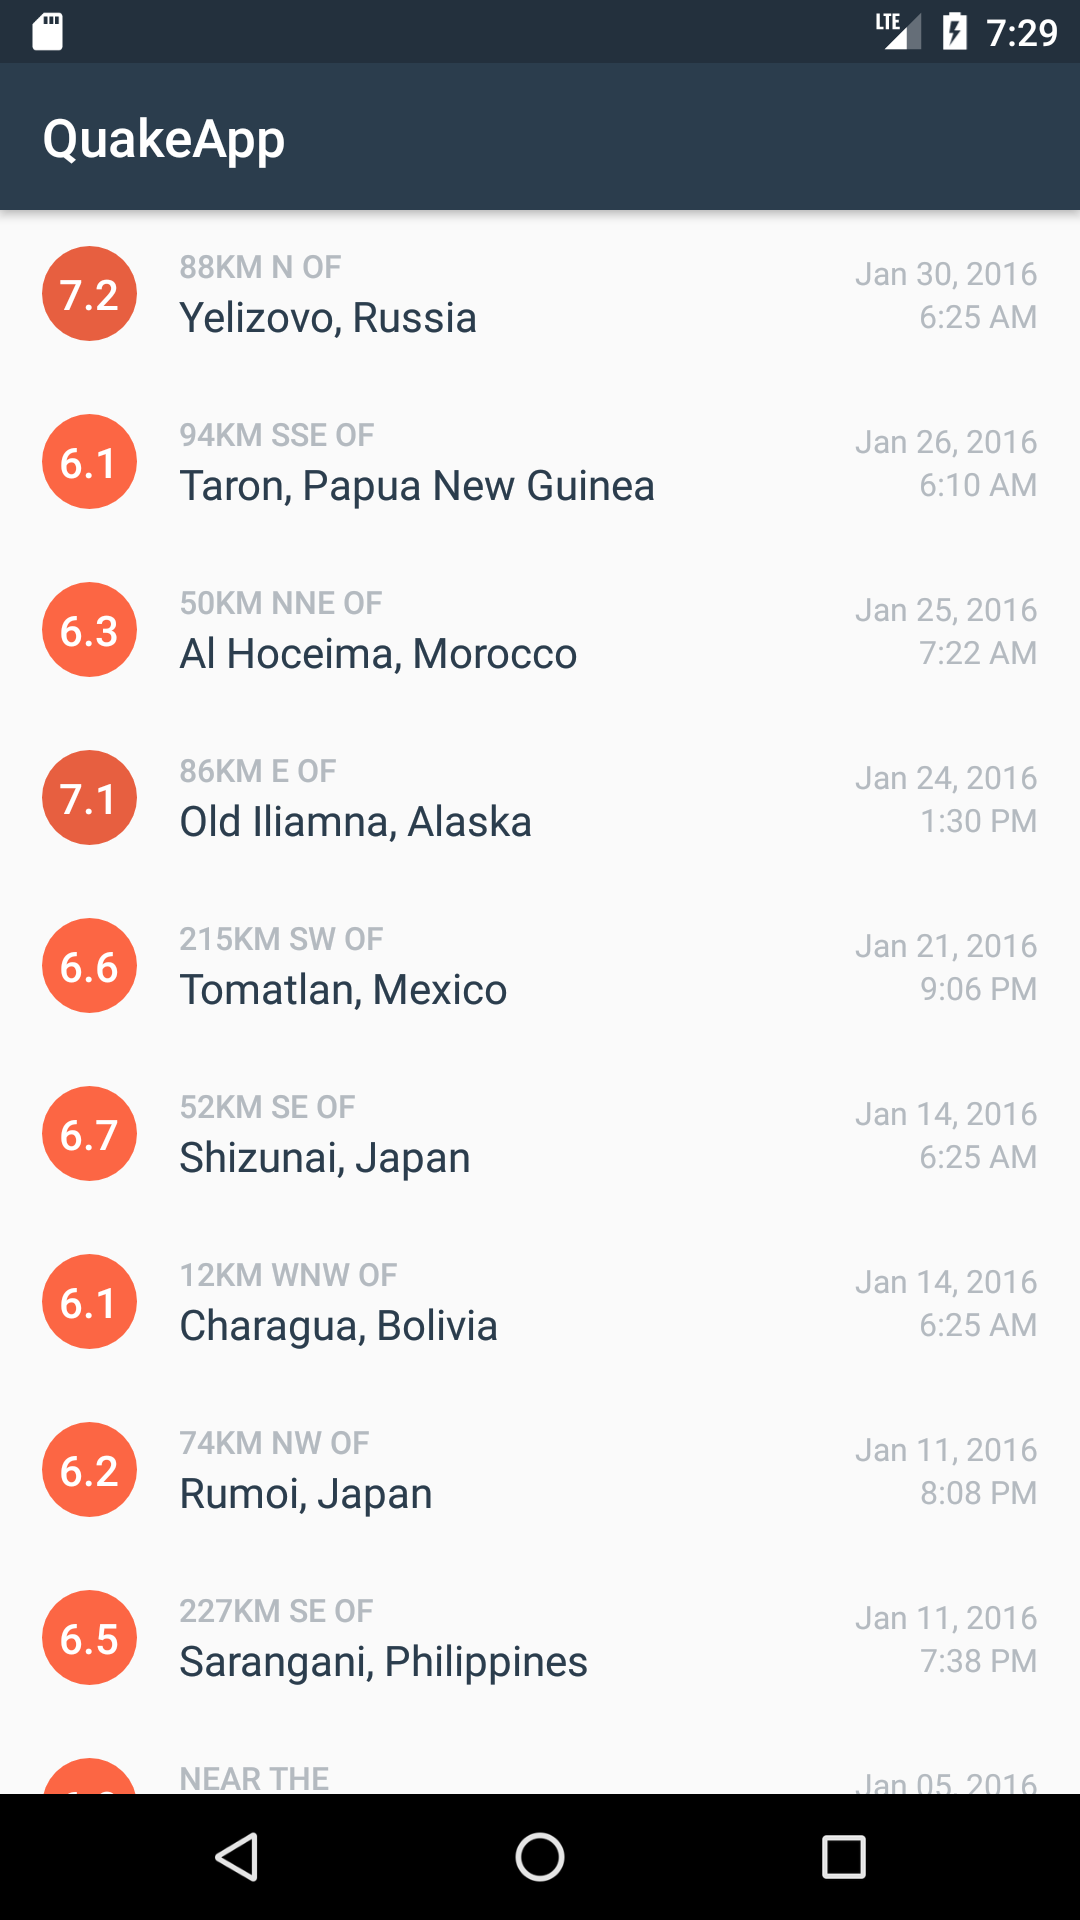 LTE 7:29
QuakeApp
7.2
88KM N OF
Yelizovo, Russia
Jan 30, 2016
6:25 AM
6.1
94KM SSE OF
Taron, Papua New Guinea
Jan 26, 2016
6:10 AM
6.3
50KM NNE OF
Al Hoceima, Morocco
Jan 25, 2016
7:22 AM
7.1
86KM E OF
Old Iliamna, Alaska
Jan 24, 2016
1:30 PM
6.6
215KM SW OF
Tomatlan, Mexico
Jan 21, 2016
9:06 PM
6.7
52KM SE OF
Shizunai, Japan
Jan 14, 2016
6:25 AM
6.1
12KM WNW OF
Charagua, Bolivia
Jan 14, 2016
6:25 AM
6.2
74KM NW OF
Rumoi, Japan
Jan 11, 2016
8:08 PM
6.5
227KM SE OF
Sarangani, Philippines
Jan 11, 2016
7:38 PM
NEAR THE
Jan 05, 2016